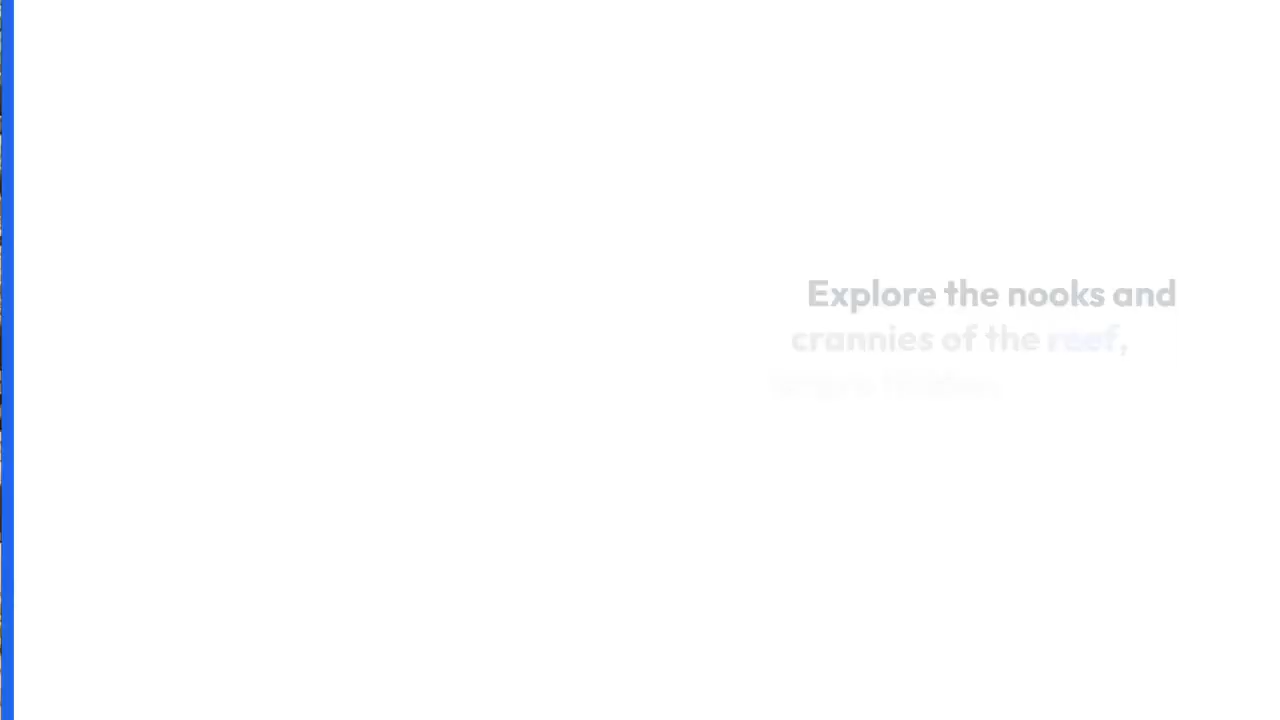 Explore the nooks and
crannies of the reef,